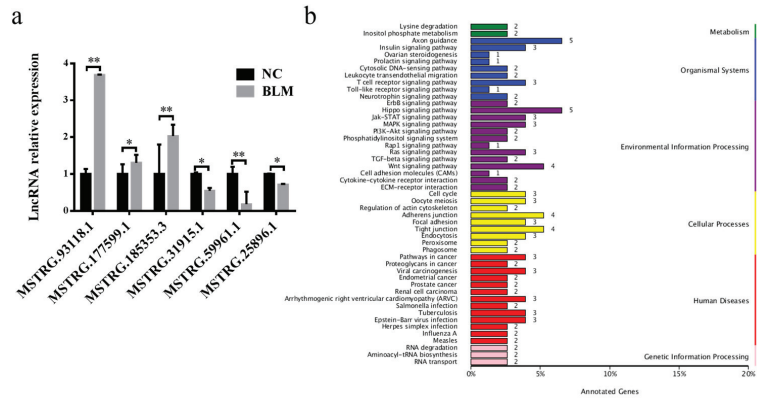 a
b
LncRNA relative expression
4
3
2
1
0
NC
BLM
**
*
**
*
**
*
MSTRG.93118.1
MSTRG.177599.1
MSTRG.185353.3
MSTRG.31915.1
MSTRG.59961.1
MSTRG.25896.1
Lysine degradation 2
Inositol phosphate metabolism 2
Axon guidance 5
Insulin signaling pathway 3
Ovarian steroidogenesis 1
Prolactin signaling pathway 1
Cytosolic DNA-sensing pathway 2
Leukocyte transendothelial migration 2
T cell receptor signaling pathway 3
Toll-like receptor signaling pathway 1
Neurotrophin signaling pathway 2
ErbB signaling pathway 2
Hippo signaling pathway 5
Jak-STAT signaling pathway 3
MAPK signaling pathway 3
PI3K-Akt signaling pathway 2
Phosphatidylinositol signaling system 2
Rap1 signaling pathway 1
Ras signaling pathway 3
TGF-beta signaling pathway 2
Wnt signaling pathway 4
Cell adhesion molecules (CAMs) 1
Cytokine-cytokine receptor interaction 2
ECM-receptor interaction 2
Cell cycle 3
Oocyte meiosis 3
Regulation of actin cytoskeleton 2
Adherens junction 4
Focal adhesion 3
Tight junction 4
Endocytosis 3
Peroxisome 2
Phagosome 2
Pathways in cancer 3
Proteoglycans in cancer 2
Viral carcinogenesis 3
Endometrial cancer 2
Prostate cancer 2
Renal cell carcinoma 2
Arrhythmogenic right ventricular cardiomyopathy (ARVC) 3
Salmonella infection 2
Tuberculosis 3
Epstein-Barr virus infection 3
Herpes simplex infection 2
Influenza A 2
Measles 2
RNA degradation 2
Aminoacyl-tRNA biosynthesis 2
RNA transport 2
Metabolism
Organismal Systems
Environmental Information Processing
Cellular Processes
Human Diseases
Genetic Information Processing
0% 5% 10% 15% 20%
Annotated Genes